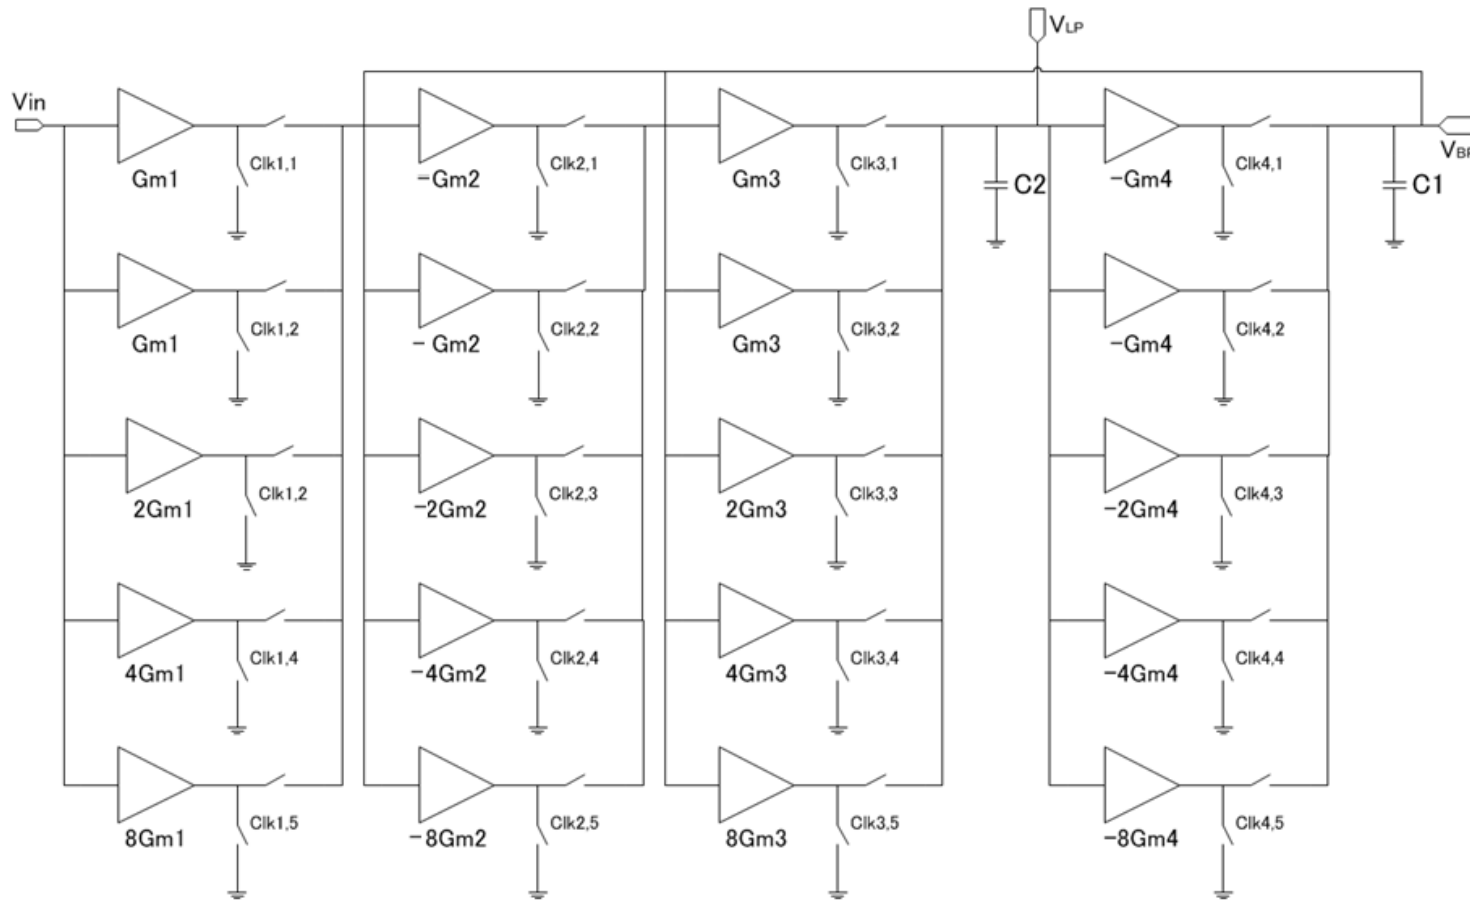 V_LP
Vin
Clk1,1 Clk2,1 Clk3,1 Clk4,1
V_BP
Gm1 -Gm2 Gm3 C2 -Gm4 C1
Clk1,2 Clk2,2 Clk3,2 Clk4,2
Gm1 - Gm2 Gm3 -Gm4
Clk1,2 Clk2,3 Clk3,3 Clk4,3
2Gm1 -2Gm2 2Gm3 -2Gm4
Clk1,4 Clk2,4 Clk3,4 Clk4,4
4Gm1 -4Gm2 4Gm3 -4Gm4
Clk1,5 Clk2,5 Clk3,5 Clk4,5
8Gm1 -8Gm2 8Gm3 -8Gm4